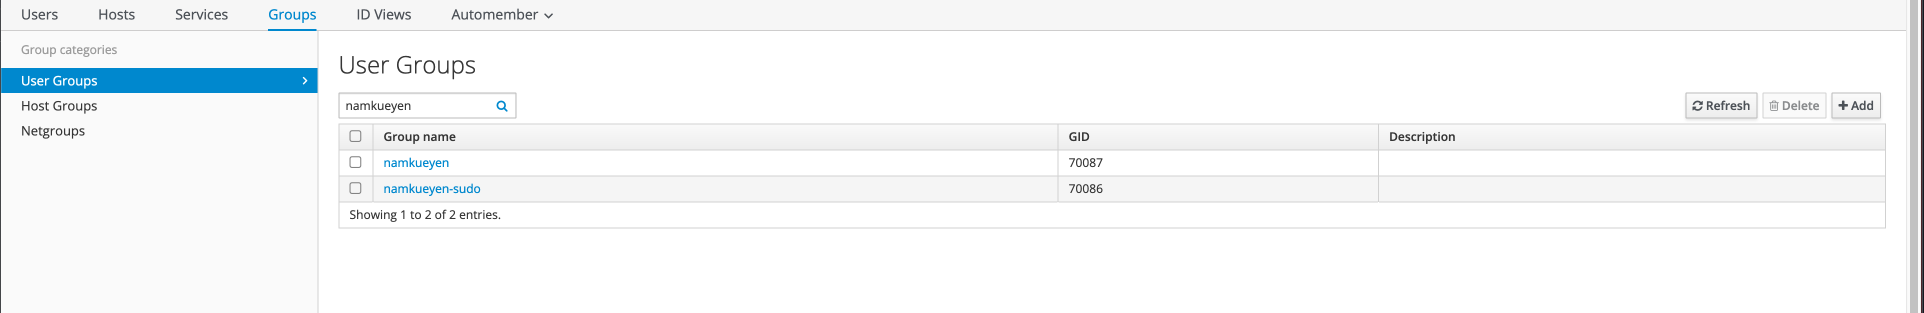 Users Hosts Services Groups ID Views Automember
Group categories
User Groups
Host Groups
Netgroups
User Groups
namkueyen
Refresh Delete Add
Group name GID Description
namkueyen 70087
namkueyen-sudo 70086
Showing 1 to 2 of 2 entries.